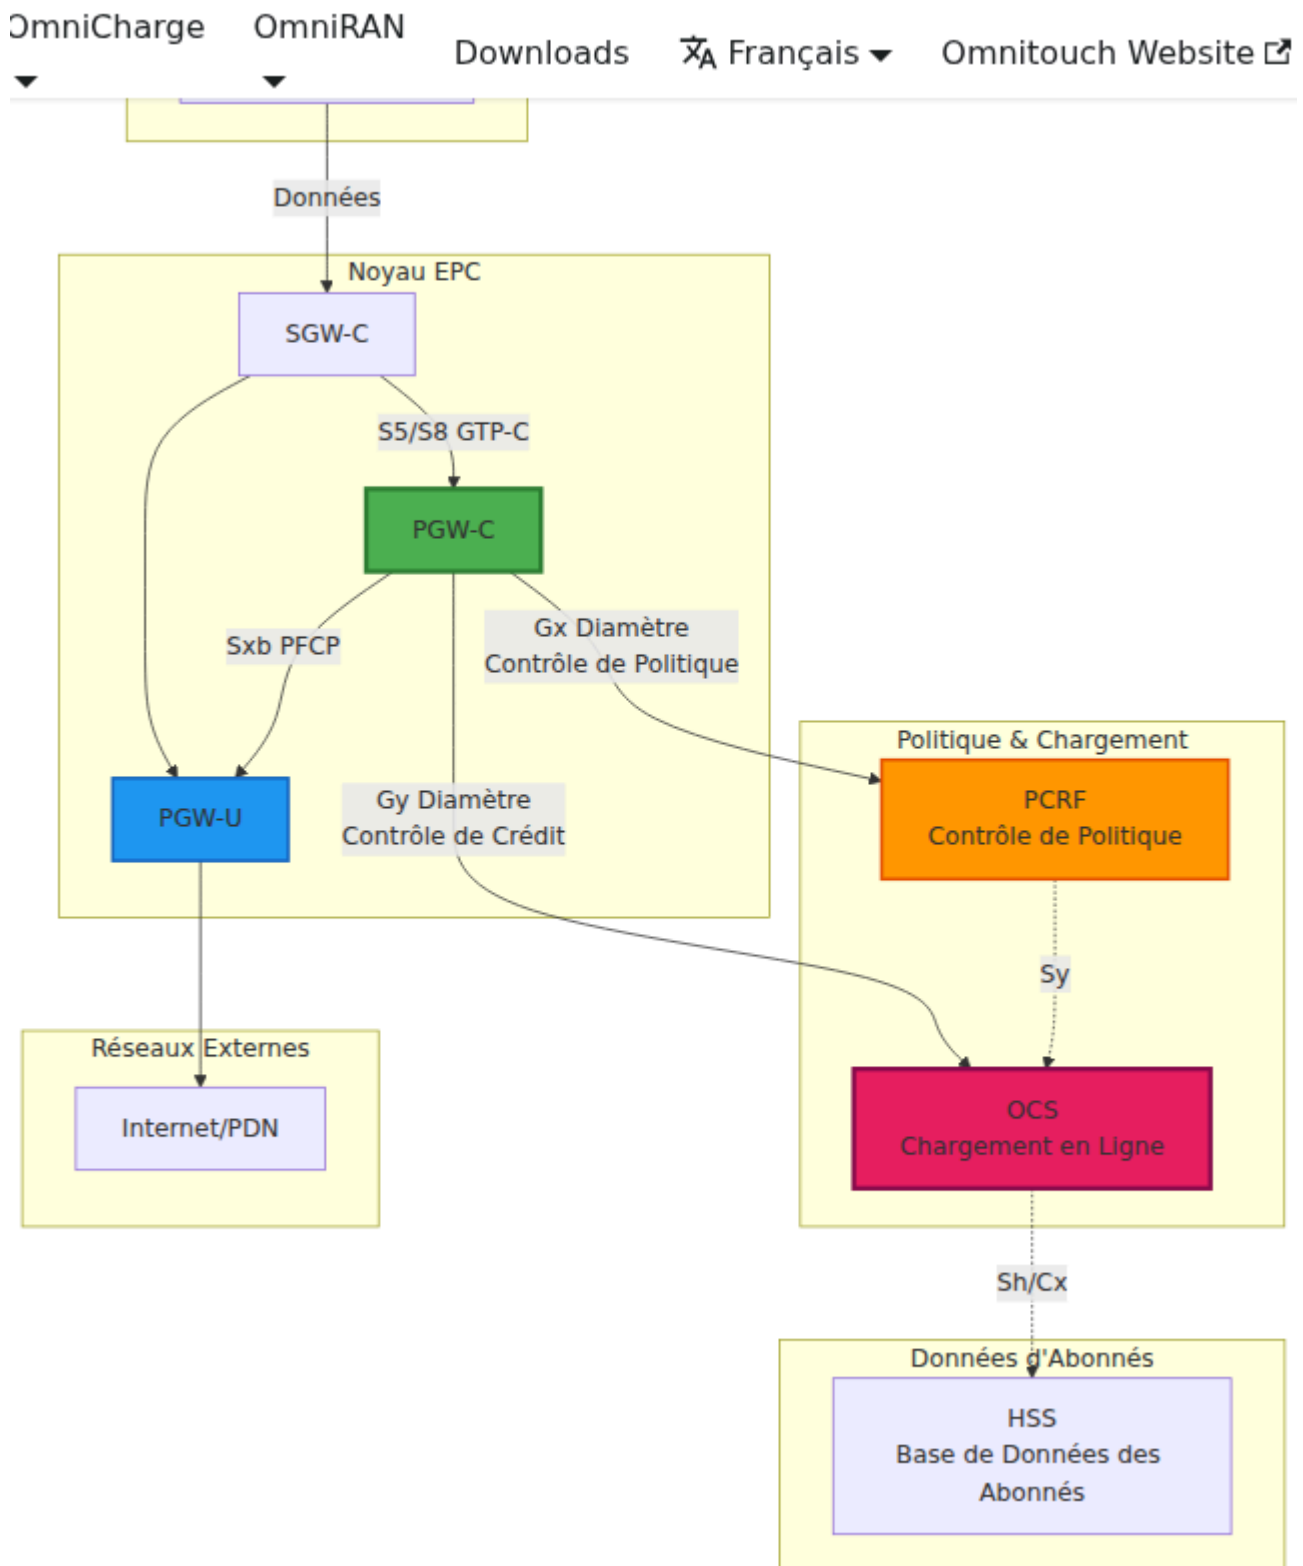 OmniCharge
OmniRAN
Downloads
Français
Omnitouch Website
Données
Noyau EPC
SGW-C
S5/S8 GTP-C
PGW-C
Gx Diamètre
Contrôle de Politique
Sxb PFCP
Politique & Chargement
PCRF
Contrôle de Politique
Gy Diamètre
Contrôle de Crédit
PGW-U
Sy
Réseaux Externes
Internet/PDN
OCS
Chargement en Ligne
Sh/Cx
Données d'Abonnés
HSS
Base de Données des
Abonnés